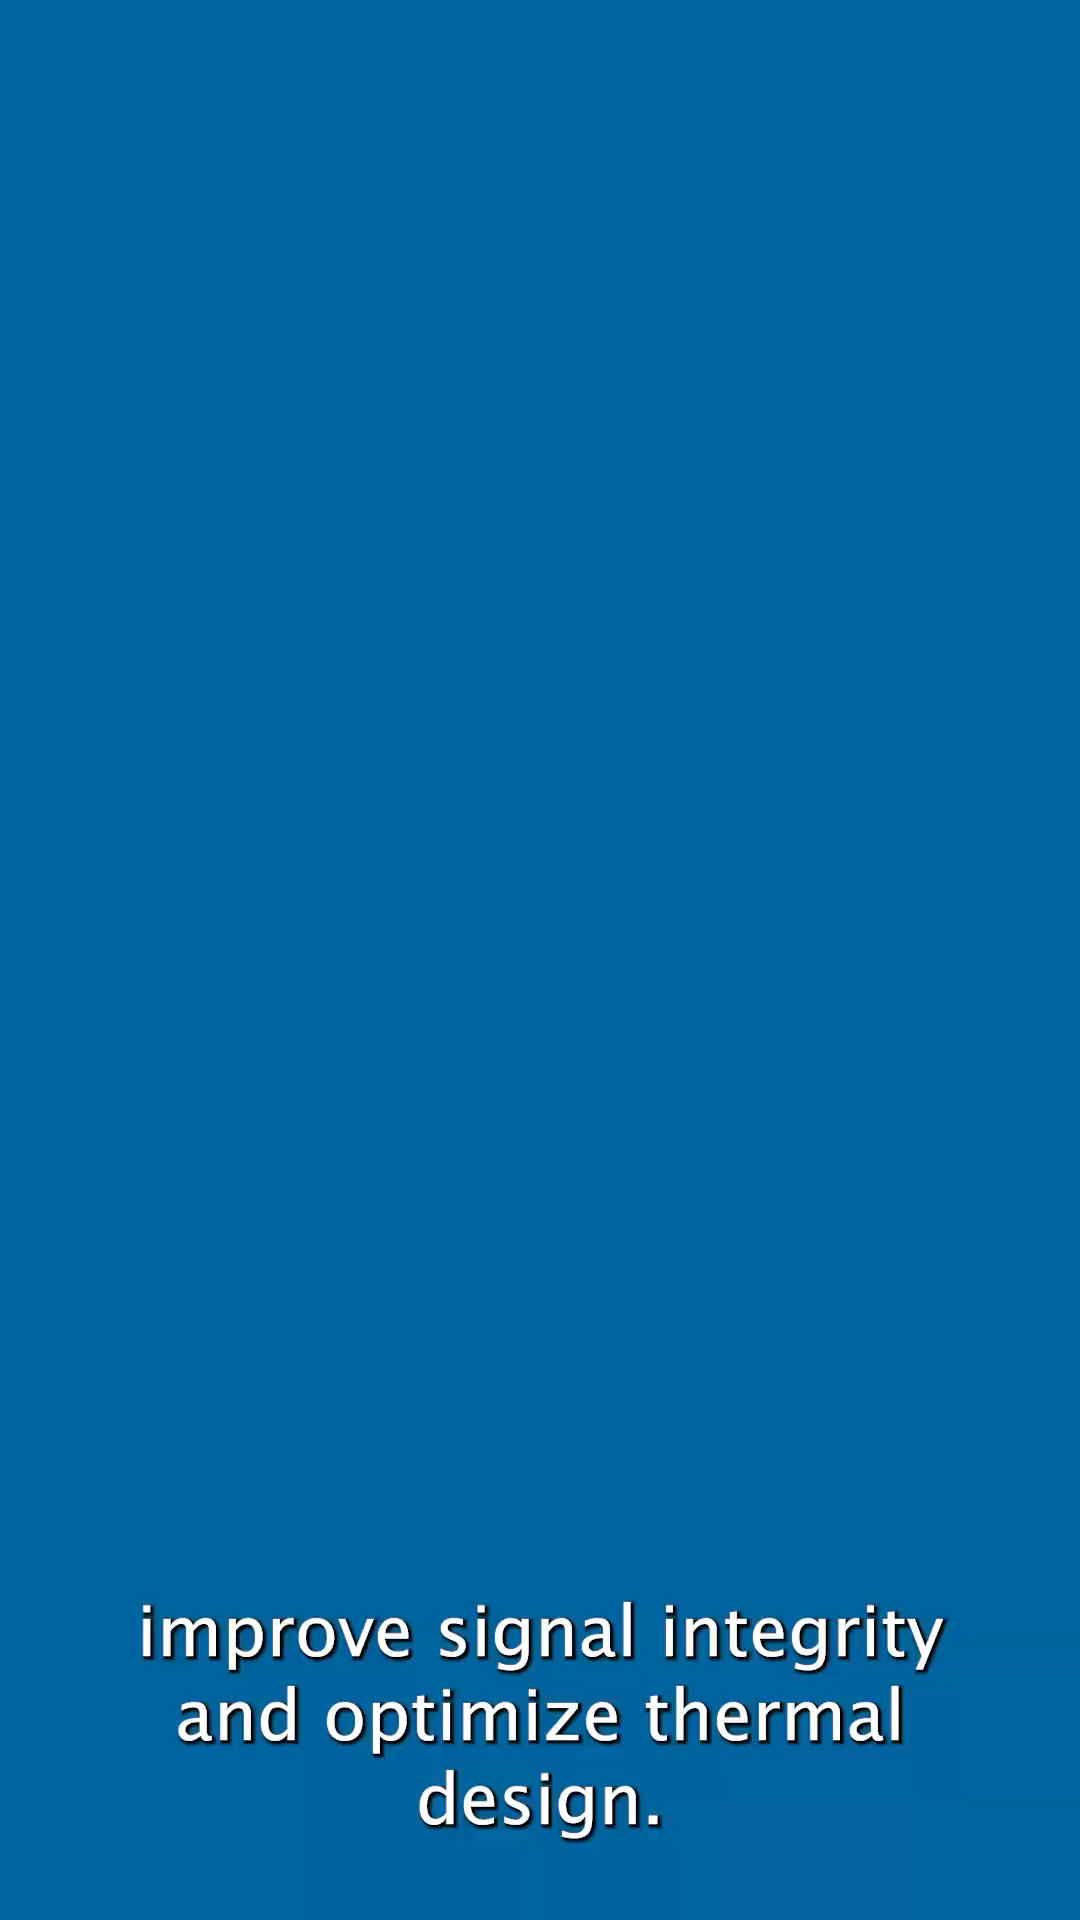 improve signal integrity
and optimize thermal
design.